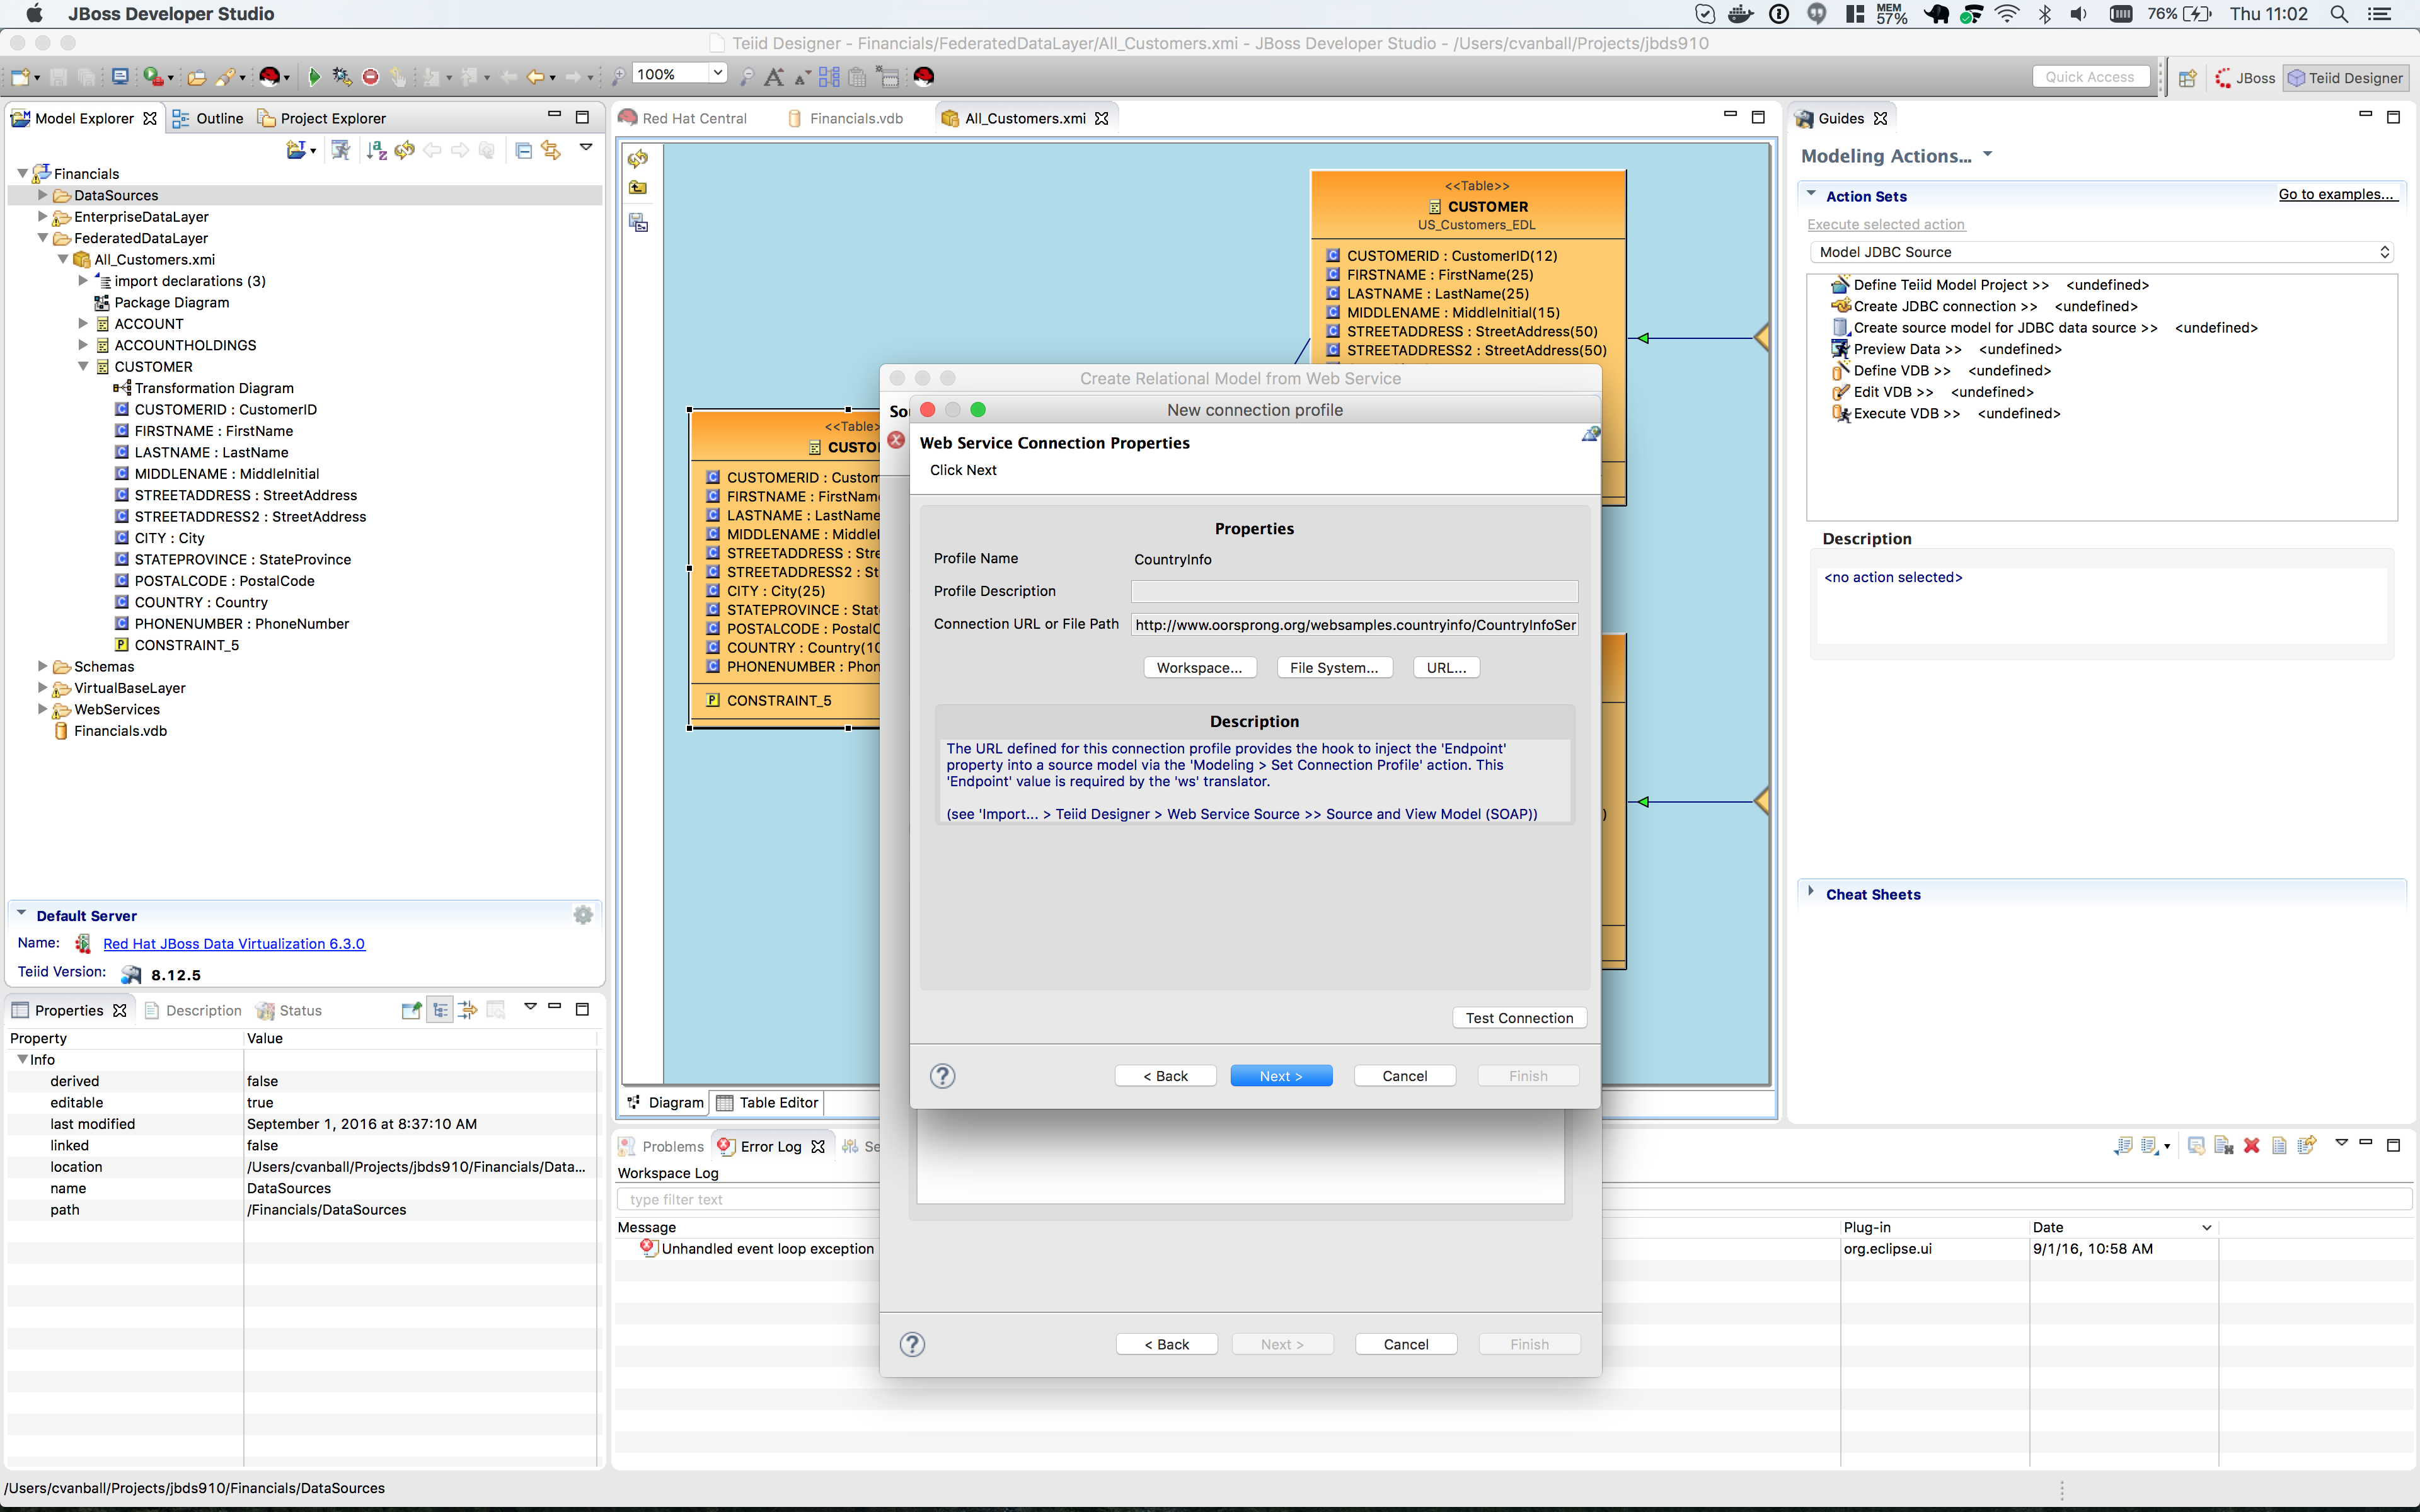 JBoss Developer Studio
MEM
57%
76%
Thu 11:02
Teiid Designer - Financials/FederatedDataLayer/All_Customers.xmi - JBoss Developer Studio - /Users/cvanball/Projects/jbds910
100%
Quick Access
JBoss
Teiid Designer
Model Explorer
Outline
Project Explorer
Financials
DataSources
EnterpriseDataLayer
FederatedDataLayer
All_Customers.xmi
import declarations (3)
Package Diagram
ACCOUNT
ACCOUNTHOLDINGS
CUSTOMER
Transformation Diagram
CUSTOMERID : CustomerID
FIRSTNAME : FirstName
LASTNAME : LastName
MIDDLENAME : MiddleInitial
STREETADDRESS : StreetAddress
STREETADDRESS2 : StreetAddress
CITY : City
STATEPROVINCE : StateProvince
POSTALCODE : PostalCode
COUNTRY : Country
PHONENUMBER : PhoneNumber
CONSTRAINT_5
Schemas
VirtualBaseLayer
WebServices
Financials.vdb
Default Server
Name:
Red Hat JBoss Data Virtualization 6.3.0
Teiid Version:
8.12.5
Properties
Description
Status
Property
Value
Info
derived
false
editable
true
last modified
September 1, 2016 at 8:37:10 AM
linked
false
location
/Users/cvanball/Projects/jbds910/Financials/Data...
name
DataSources
path
/Financials/DataSources
/Users/cvanball/Projects/jbds910/Financials/DataSources
Red Hat Central
Financials.vdb
All_Customers.xmi
<<Table>>
CUSTOMER
US_Customers_EDL
CUSTOMERID : CustomerID(12)
FIRSTNAME : FirstName(25)
LASTNAME : LastName(25)
MIDDLENAME : MiddleInitial(15)
STREETADDRESS : StreetAddress(50)
STREETADDRESS2 : StreetAddress(50)
<<Table>
CUSTO
CUSTOMERID : Custom
FIRSTNAME : FirstName
LASTNAME : LastName
MIDDLENAME : Middlel
STREETADDRESS : Stre
STREETADDRESS2 : St
CITY : City(25)
STATEPROVINCE : State
POSTALCODE : PostalC
COUNTRY : Country(10
PHONENUMBER : Phon
CONSTRAINT_5
)
Diagram
Table Editor
Create Relational Model from Web Service
So
New connection profile
Web Service Connection Properties
Click Next
Properties
Profile Name
CountryInfo
Profile Description
Connection URL or File Path
http://www.oorsprong.org/websamples.countryinfo/CountryInfoSer
Workspace...
File System...
URL...
Description
The URL defined for this connection profile provides the hook to inject the 'Endpoint'
property into a source model via the 'Modeling > Set Connection Profile' action. This
'Endpoint' value is required by the 'ws' translator.
(see 'Import... > Teiid Designer > Web Service Source >> Source and View Model (SOAP))
Test Connection
?
< Back
Next >
Cancel
Finish
?
< Back
Next >
Cancel
Finish
Problems
Error Log
Se
Workspace Log
type filter text
Message
Plug-in
Date
Unhandled event loop exception
org.eclipse.ui
9/1/16, 10:58 AM
Guides
Modeling Actions...
Action Sets
Go to examples...
Execute selected action
Model JDBC Source
Define Teiid Model Project >> <undefined>
Create JDBC connection >> <undefined>
Create source model for JDBC data source >> <undefined>
Preview Data >> <undefined>
Define VDB >> <undefined>
Edit VDB >> <undefined>
Execute VDB >> <undefined>
Description
<no action selected>
Cheat Sheets